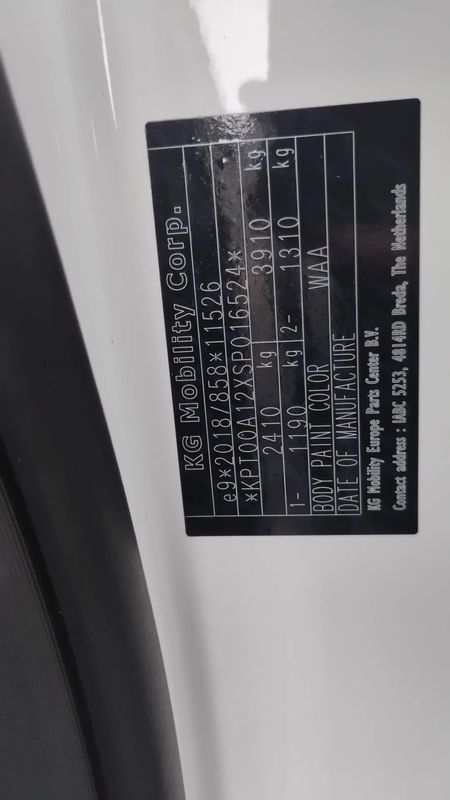 KG Mobility Corp.
e9*2018/858*11526
*KPT00A12XSP016524*
2410 kg 3910 kg
1- 1190 kg 2- 1310 kg
BODY PAINT COLOR WAA
DATE OF MANUFACTURE
KG Mobility Europe Parts Center B.V.
Contact address : IABC 5253, 4814RD Breda, The Netherlands